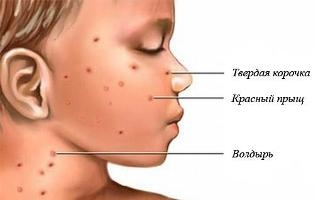 Твердая корочка
Красный прыщ
Волдырь